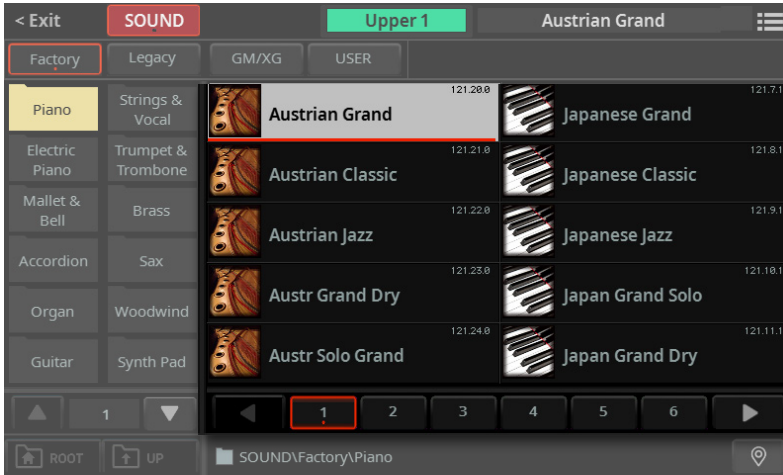 < Exit SOUND Upper 1 Austrian Grand
Factory Legacy GM/XG USER
Piano
Strings &
Vocal
Electric
Piano
Trumpet &
Trombone
Mallet &
Bell
Brass
Accordion
Sax
Organ
Woodwind
Guitar
Synth Pad
1
121.20.0
Austrian Grand
121.7.1
Japanese Grand
121.21.0
Austrian Classic
121.8.1
Japanese Classic
121.22.0
Austrian Jazz
121.9.1
Japanese Jazz
121.23.0
Austr Grand Dry
121.10.1
Japan Grand Solo
121.24.0
Austr Solo Grand
121.11.1
Japan Grand Dry
1 2 3 4 5 6
ROOT UP SOUND\Factory\Piano